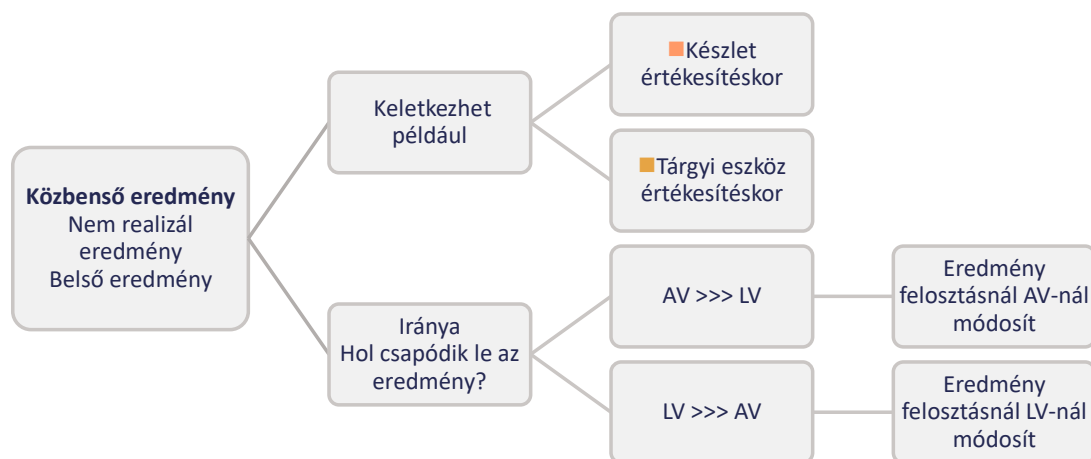 Közbenső eredmény
Nem realizál
eredmény
Belső eredmény
Keletkezhet
például
Készlet
értékesítéskor
Tárgyi eszköz
értékesítéskor
Iránya
Hol csapódik le az
eredmény?
AV >>> LV
Eredmény
felosztásnál AV-nál
módosít
LV >>> AV
Eredmény
felosztásnál LV-nál
módosít